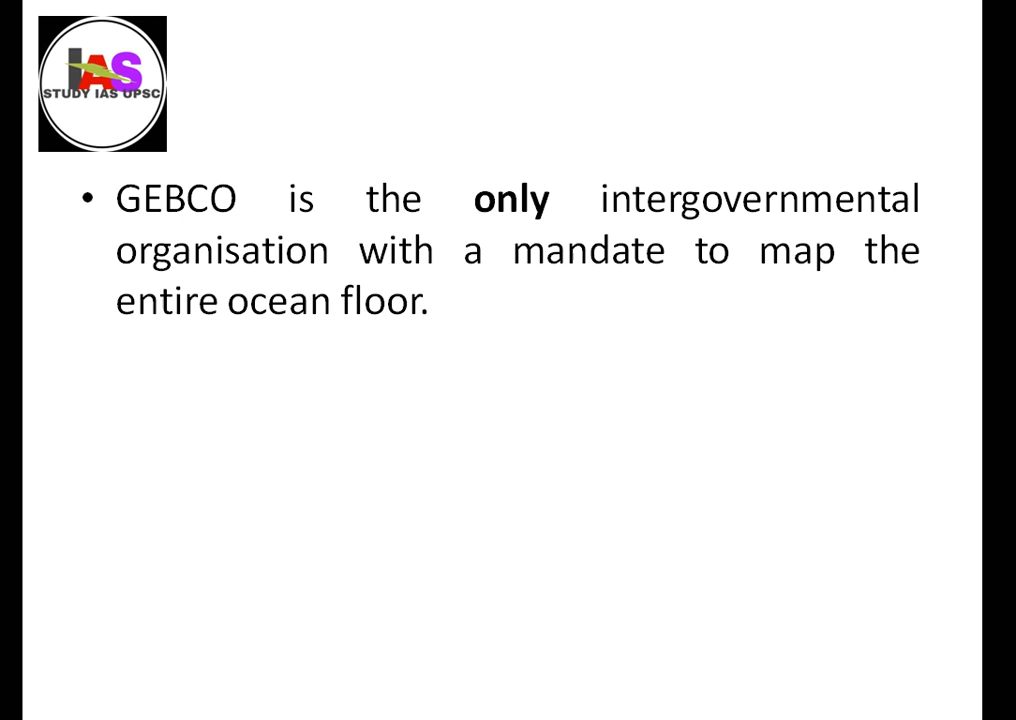 IAS
STUDY IAS UPSC
• GEBCO is the only intergovernmental
organisation with a mandate to map the
entire ocean floor.